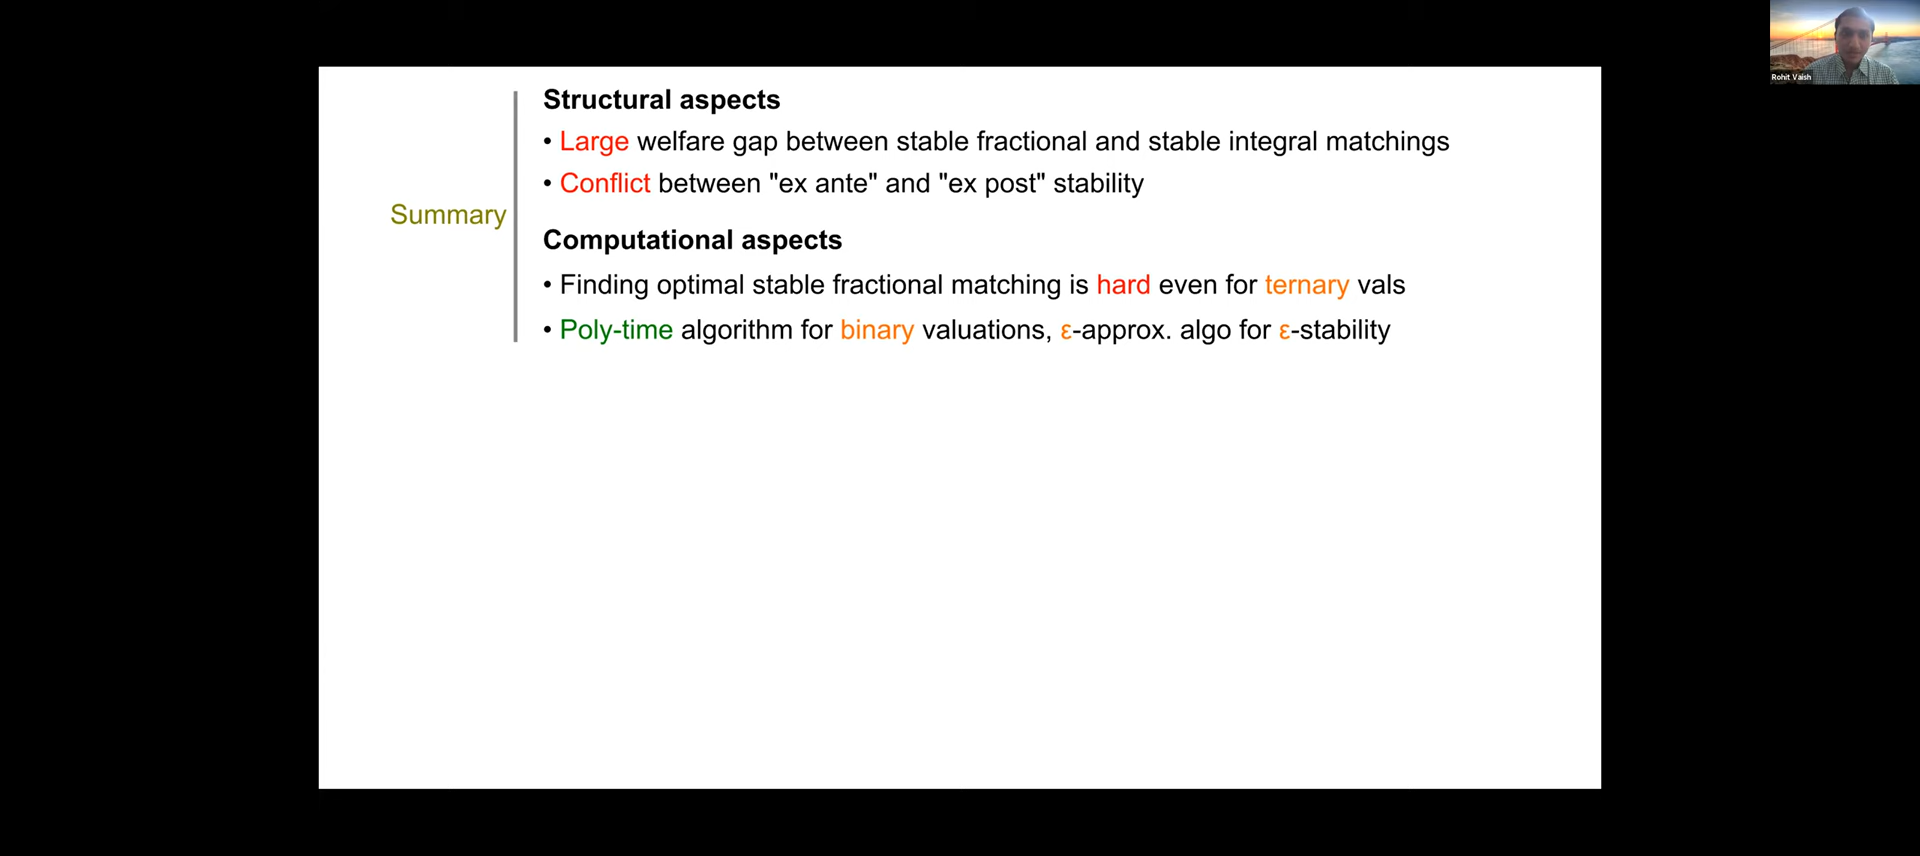 Rohit Vaish
Structural aspects
• Large welfare gap between stable fractional and stable integral matchings
• Conflict between "ex ante" and "ex post" stability
Summary
Computational aspects
• Finding optimal stable fractional matching is hard even for ternary vals
• Poly-time algorithm for binary valuations, ε-approx. algo for ε-stability